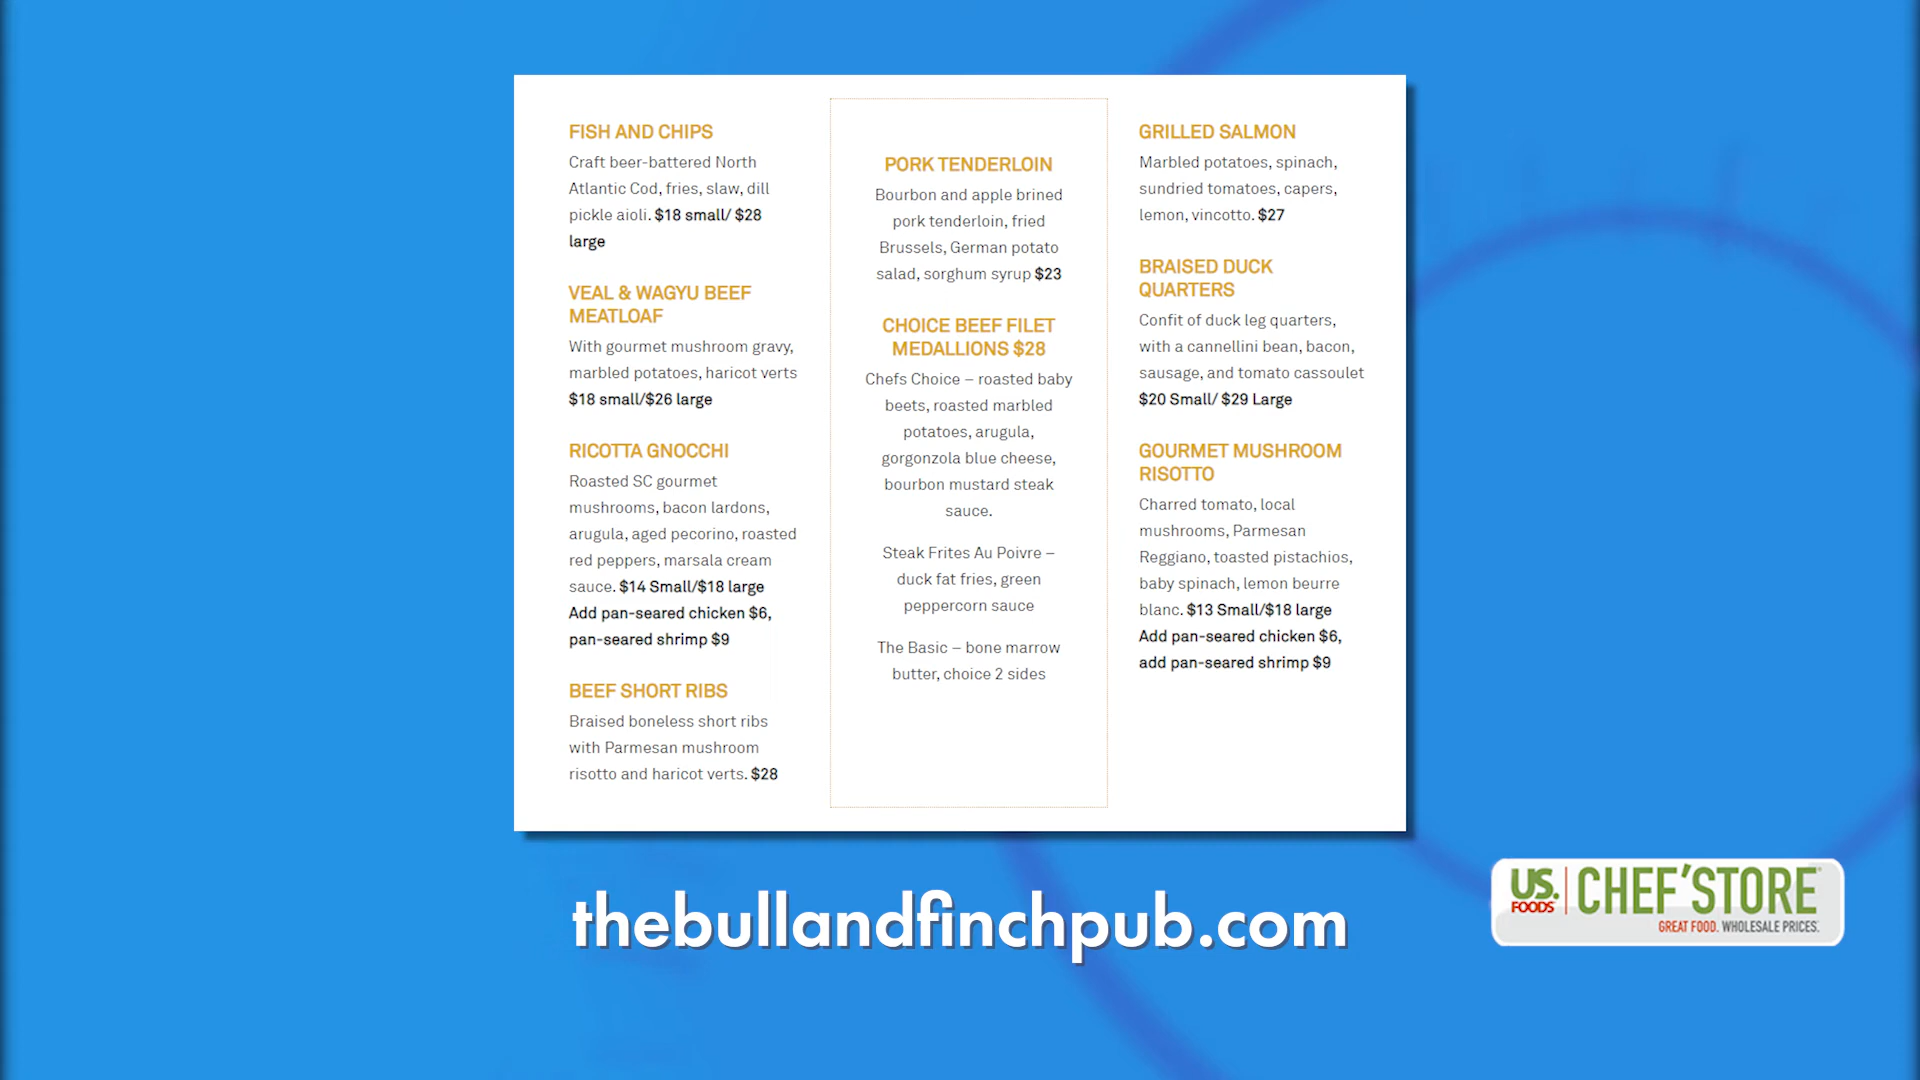 FISH AND CHIPS
Craft beer-battered North
Atlantic Cod, fries, slaw, dill
pickle aioli. $18 small/ $28
large
VEAL & WAGYU BEEF
MEATLOAF
With gourmet mushroom gravy,
marbled potatoes, haricot verts
$18 small/$26 large
RICOTTA GNOCCHI
Roasted SC gourmet
mushrooms, bacon lardons,
arugula, aged pecorino, roasted
red peppers, marsala cream
sauce. $14 Small/$18 large
Add pan-seared chicken $6,
pan-seared shrimp $9
BEEF SHORT RIBS
Braised boneless short ribs
with Parmesan mushroom
risotto and haricot verts. $28
PORK TENDERLOIN
Bourbon and apple brined
pork tenderloin, fried
Brussels, German potato
salad, sorghum syrup $23
CHOICE BEEF FILET
MEDALLIONS $28
Chefs Choice – roasted baby
beets, roasted marbled
potatoes, arugula,
gorgonzola blue cheese,
bourbon mustard steak
sauce.
Steak Frites Au Poivre –
duck fat fries, green
peppercorn sauce
The Basic – bone marrow
butter, choice 2 sides
GRILLED SALMON
Marbled potatoes, spinach,
sundried tomatoes, capers,
lemon, vincotto. $27
BRAISED DUCK
QUARTERS
Confit of duck leg quarters,
with a cannellini bean, bacon,
sausage, and tomato cassoulet
$20 Small/ $29 Large
GOURMET MUSHROOM
RISOTTO
Charred tomato, local
mushrooms, Parmesan
Reggiano, toasted pistachios,
baby spinach, lemon beurre
blanc. $13 Small/$18 large
Add pan-seared chicken $6,
add pan-seared shrimp $9
thebullandfinchpub.com
US. FOODS CHEF'STORE
GREAT FOOD. WHOLESALE PRICES.